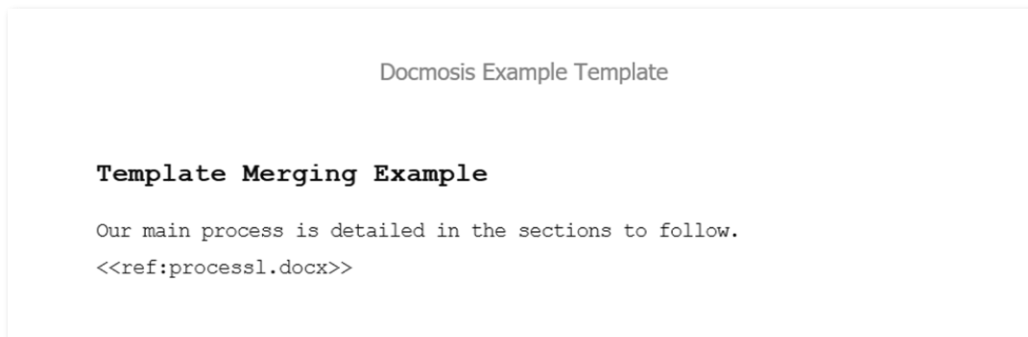 Docmosis Example Template
Template Merging Example
Our main process is detailed in the sections to follow.
<<ref:process1.docx>>